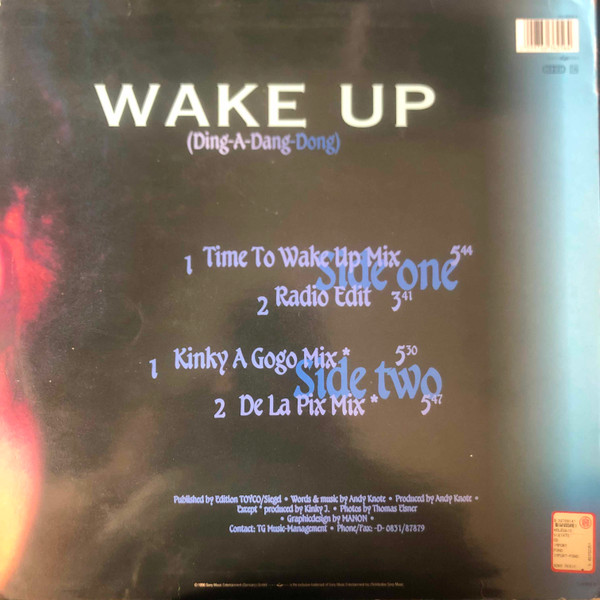 WAKE UP
(Ding-A-Dang-Dong)
1 Time To Wake Up Mix 5 44
Side one
2 Radio Edit 3 41
1 Kinky A Gogo Mix * 5 30
Side two
2 De La Pix Mix * 5 47
Published by Edition TOYCO/Siegel • Words & music by Andy Knote • Produced by Andy Knote •
Except * produced by Kinky J. • Photos by Thomas
• Graphicdesign by MANON •
Contact: TG Music-Management • Phone/Fax: -D- 0831/87879